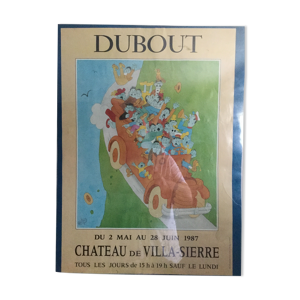 DUBOUT
DU 2 MAI AU 28 JUIN 1987
CHATEAU DE VILLA-SIERRE
TOUS LES JOURS de 15 h à 19 h SAUF LE LUNDI